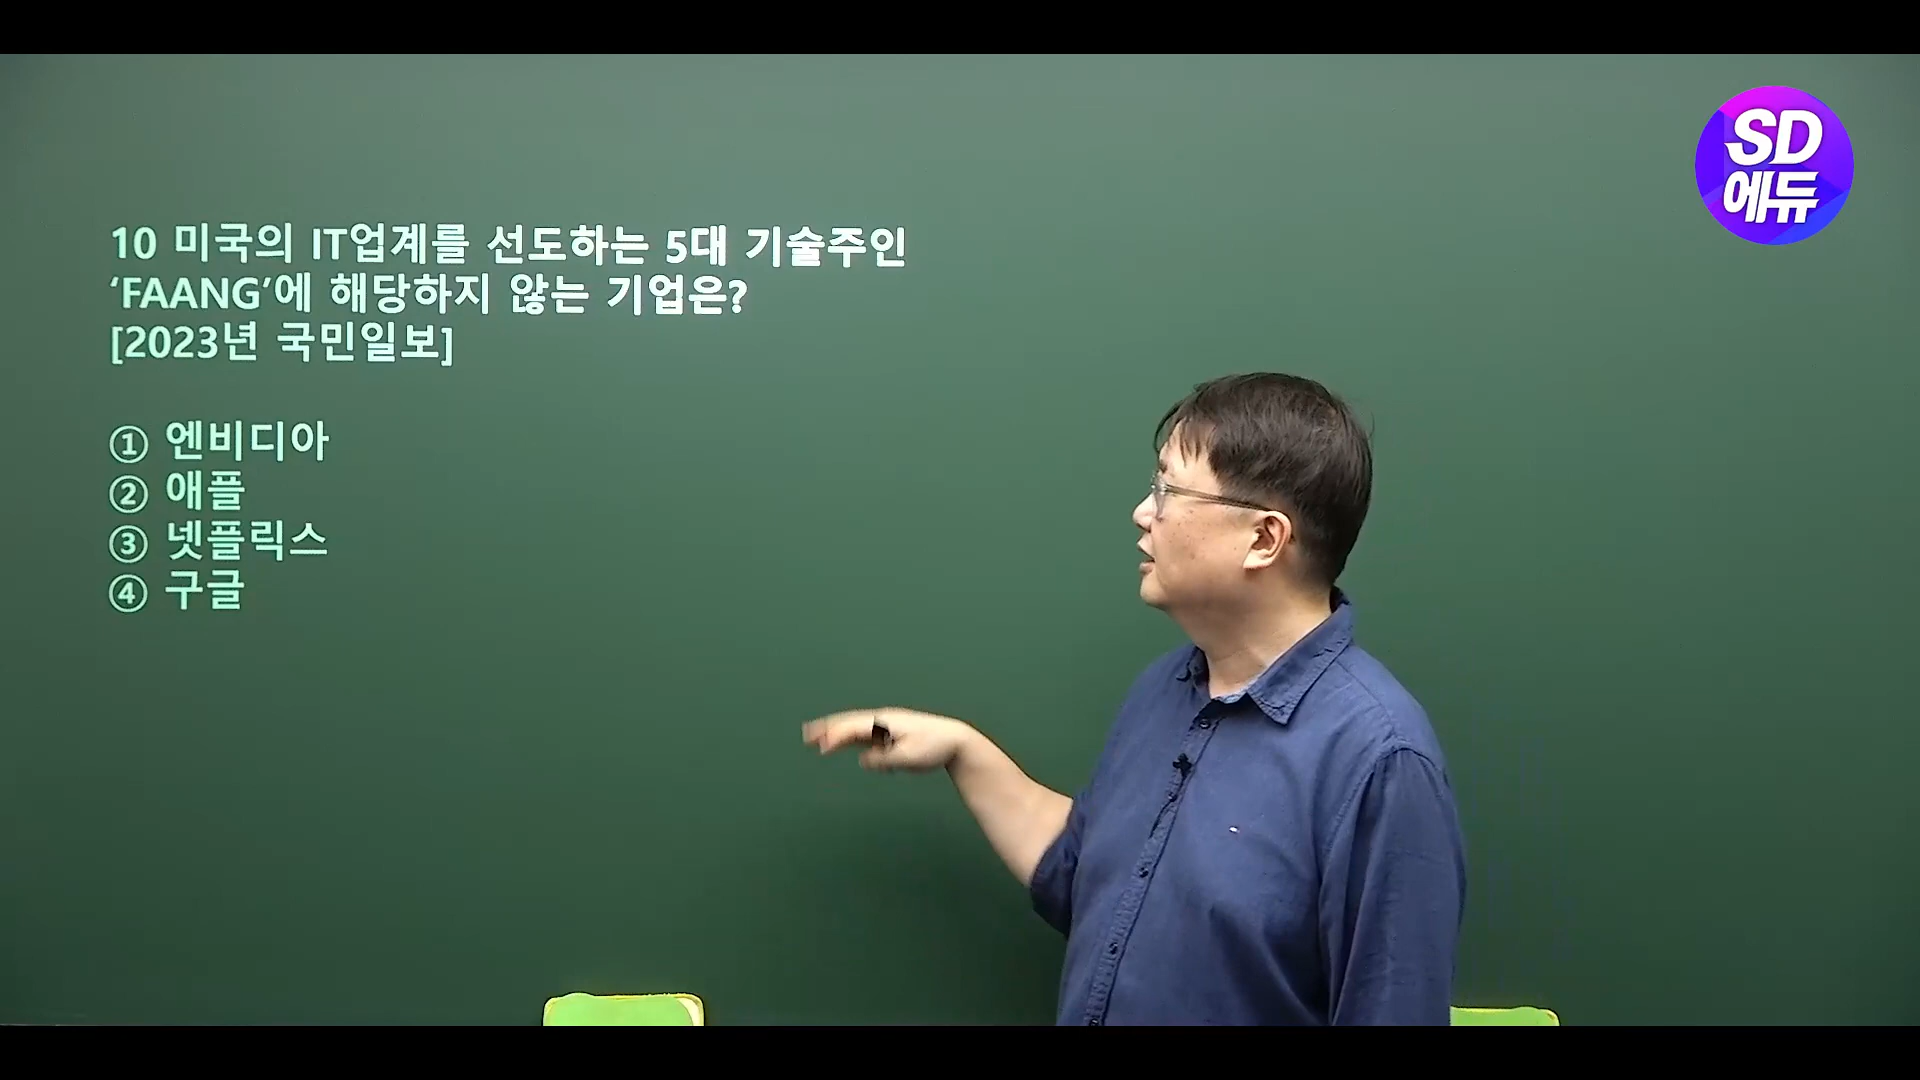 10 미국의 IT업계를 선도하는 5대 기술주인
‘FAANG’에 해당하지 않는 기업은?
[2023년 국민일보]
① 엔비디아
② 애플
③ 넷플릭스
④ 구글
SD
에듀